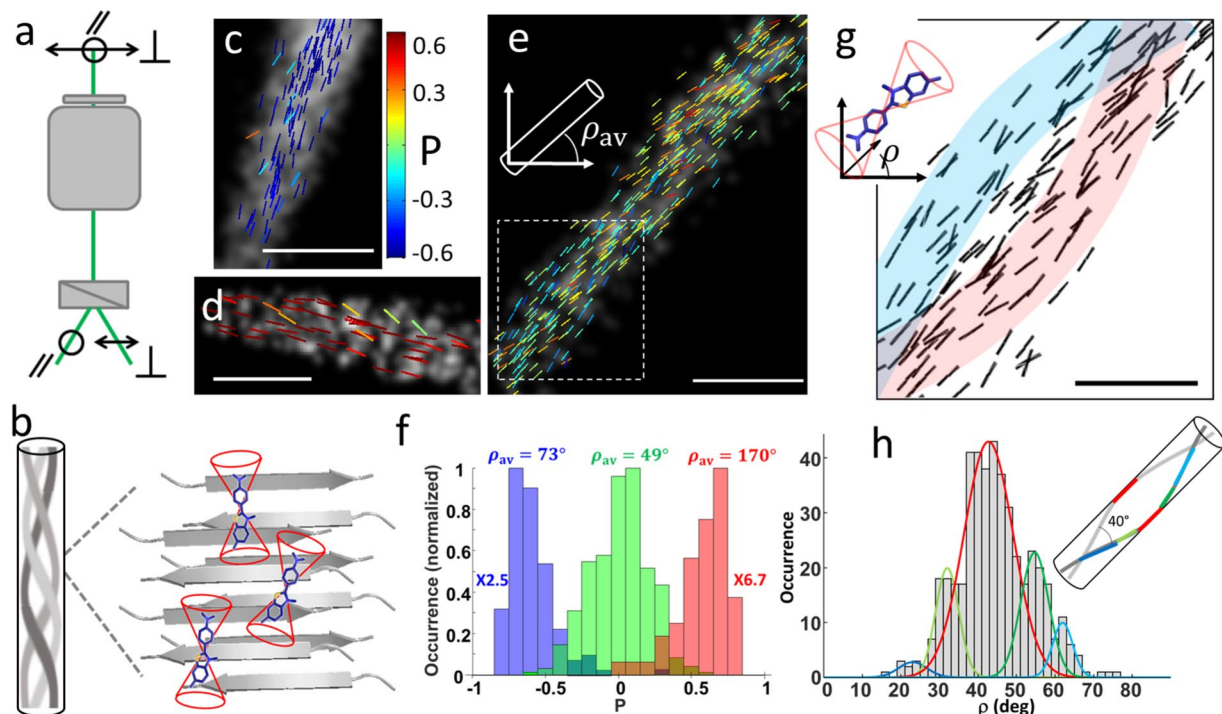 a
//
⊥
//
⊥
b
c
0.6
0.3
P
-0.3
-0.6
d
e
ρav
g
ρ
f
ρav = 73°
ρav = 49°
ρav = 170°
Occurrence (normalized)
1
0.8
0.6
0.4
0.2
0
X2.5
X6.7
-1
-0.5
0
0.5
1
P
h
Occurrence
40
30
20
10
0
40°
0
10
20
30
40
50
60
70
80
ρ (deg)